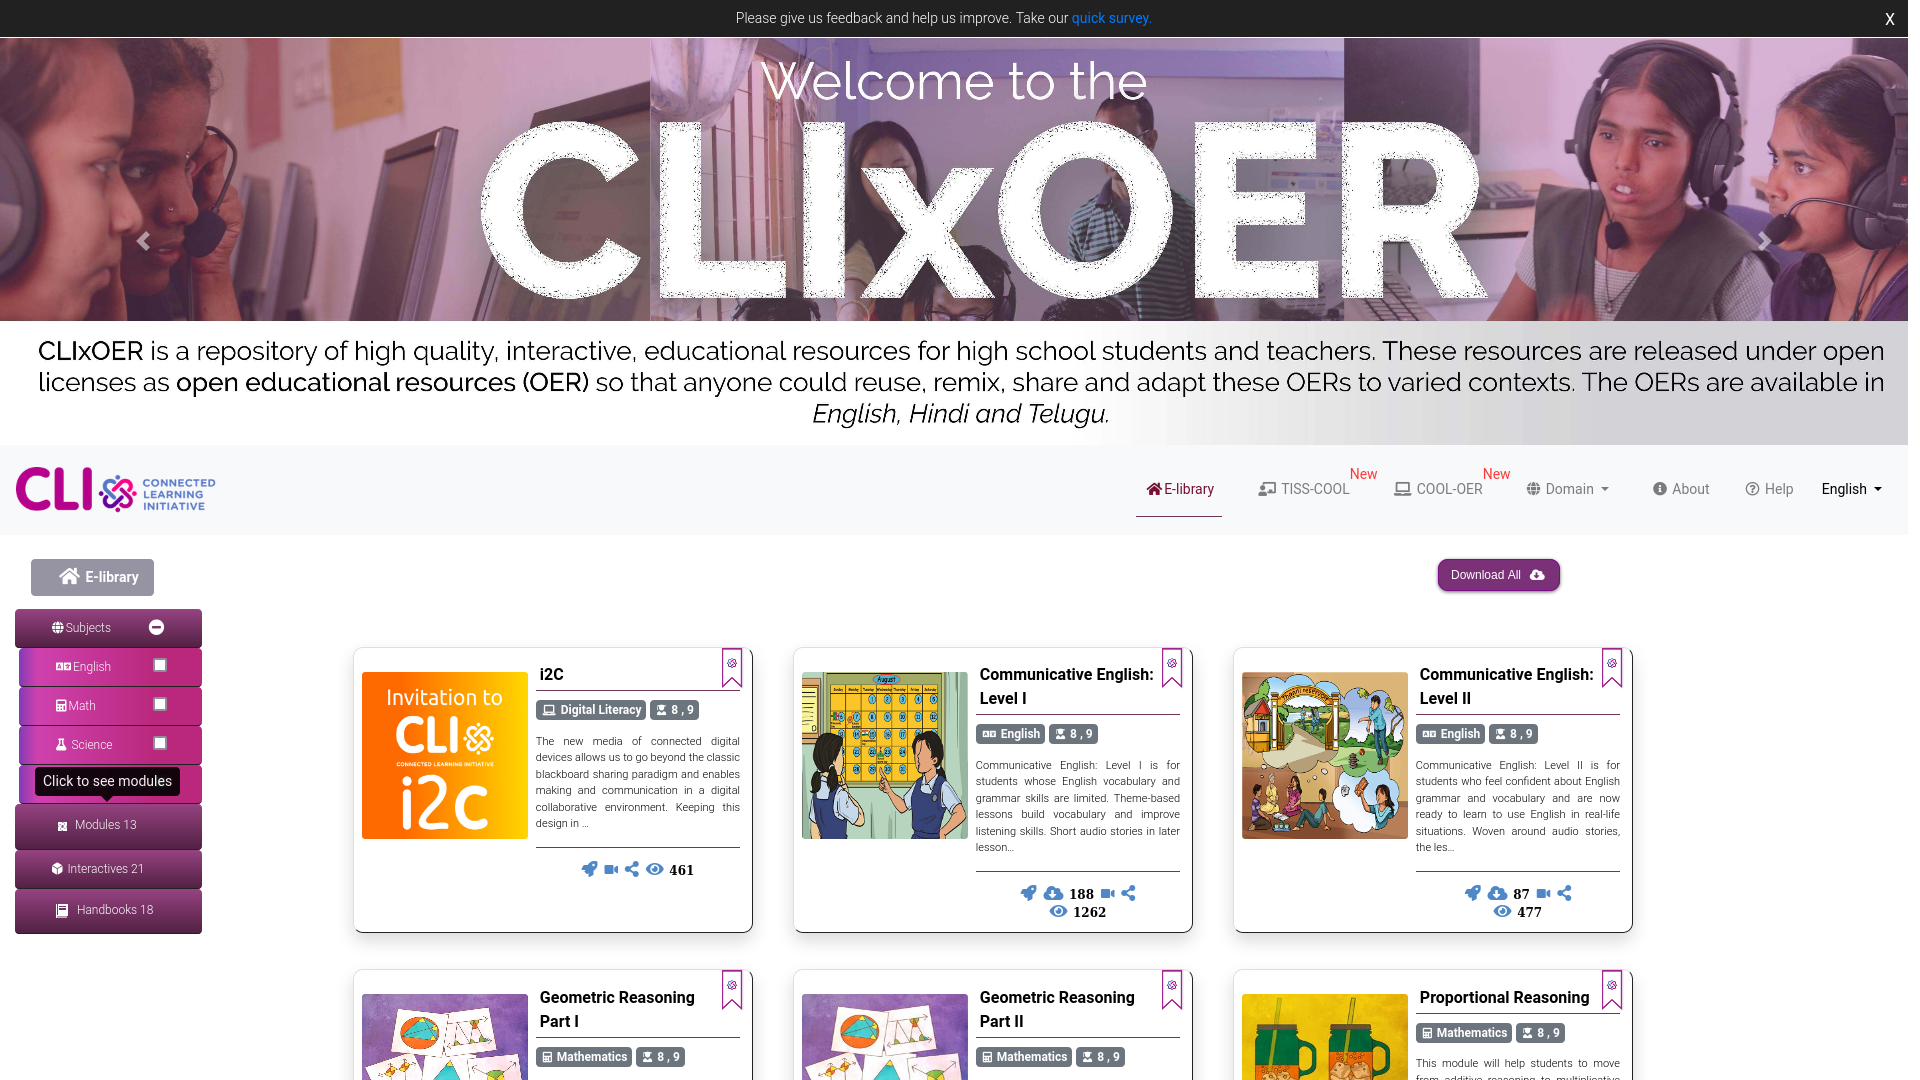 Please give us feedback and help us improve. Take our quick survey.
X
Welcome to the
CLIxOER
CLIxOER is a repository of high quality, interactive, educational resources for high school students and teachers. These resources are released under open
licenses as open educational resources (OER) so that anyone could reuse, remix, share and adapt these OERs to varied contexts. The OERs are available in
English, Hindi and Telugu.
CLI CONNECTED
LEARNING
INITIATIVE
E-library
TISS-COOL New
COOL-OER New
Domain
About
Help
English
E-library
Download All
Subjects
English
Math
Science
Click to see modules
Modules 13
Interactives 21
Handbooks 18
Invitation to
CLI
CONNECTED LEARNING INITIATIVE
i2c
i2C
Digital Literacy 8 , 9
The new media of connected digital
devices allows us to go beyond the classic
blackboard sharing paradigm and enables
making and communication in a digital
collaborative environment. Keeping this
design in ...
461
August
Communicative English:
Level I
English 8 , 9
Communicative English: Level I is for
students whose English vocabulary and
grammar skills are limited. Theme-based
lessons build vocabulary and improve
listening skills. Short audio stories in later
lesson...
188
1262
Communicative English:
Level II
English 8 , 9
Communicative English: Level II is for
students who feel confident about English
grammar and vocabulary and are now
ready to learn to use English in real-life
situations. Woven around audio stories,
the les...
87
477
Geometric Reasoning
Part I
Mathematics 8 , 9
Geometric Reasoning
Part II
Mathematics 8 , 9
Proportional Reasoning
Mathematics 8 , 9
This module will help students to move
from additive reasoning to multiplicative